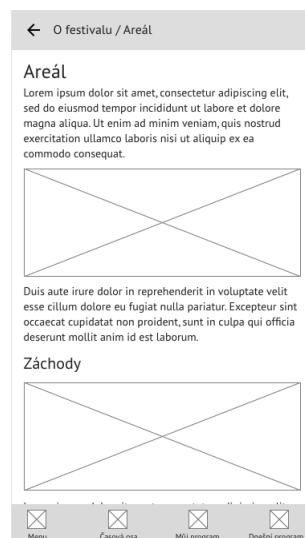 ← O festivalu / Areál
Areál
Lorem ipsum dolor sit amet, consectetur adipiscing elit,
sed do eiusmod tempor incididunt ut labore et dolore
magna aliqua. Ut enim ad minim veniam, quis nostrud
exercitation ullamco laboris nisi ut aliquip ex ea
commodo consequat.
Duis aute irure dolor in reprehenderit in voluptate velit
esse cillum dolore eu fugiat nulla pariatur. Excepteur sint
occaecat cupidatat non proident, sunt in culpa qui officia
deserunt mollit anim id est laborum.
Záchody
Menu Časová osa Můj program Dnešní program